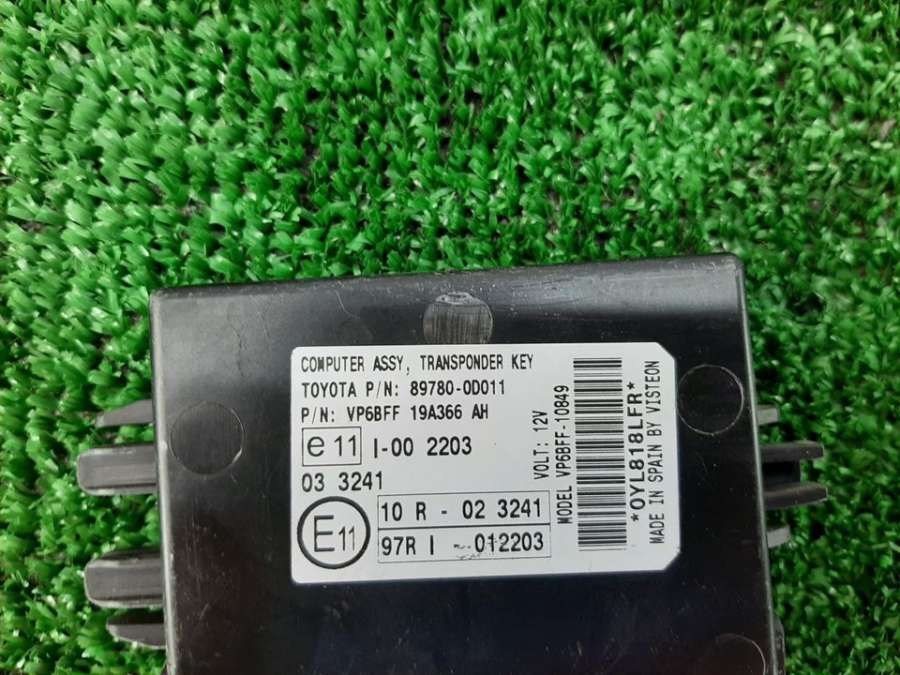 COMPUTER ASSY, TRANSPONDER KEY
TOYOTA P/N: 89780-0D011
P/N: VP6BFF 19A366 AH
e 11 I-00 2203
03 3241
E11
10 R - 02 3241
97R I - 012203
VOLT: 12V
MODEL VP6BFF-10849
*0YL818LFR*
MADE IN SPAIN BY VISTEON